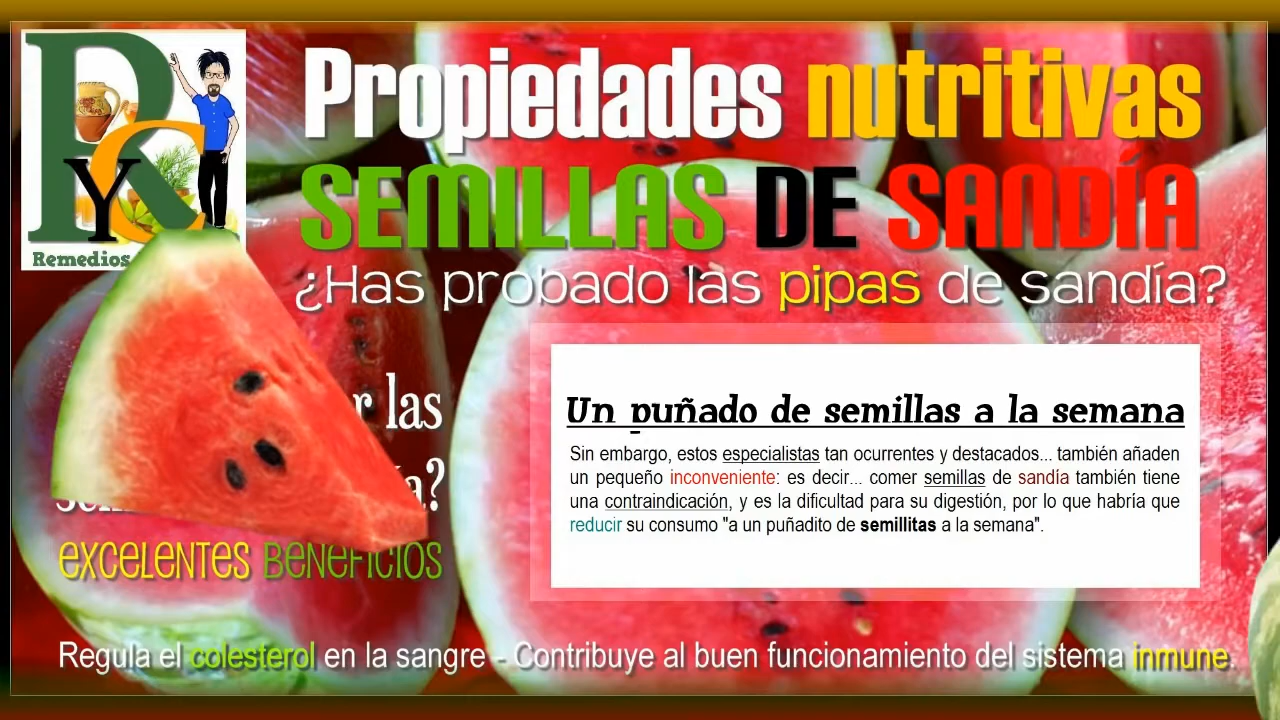 RyC
Remedios
Propiedades nutritivas
SEMILLAS DE SANDÍA
¿Has probado las pipas de sandía?
las
Un puñado de semillas a la semana
Sin embargo, estos especialistas tan ocurrentes y destacados... también añaden
un pequeño inconveniente: es decir... comer semillas de sandía también tiene
una contraindicación, y es la dificultad para su digestión, por lo que habría que
reducir su consumo "a un puñadito de semillitas a la semana".
EXCELENTES BENEFICIOS
Regula el colesterol en la sangre - Contribuye al buen funcionamiento del sistema inmune.